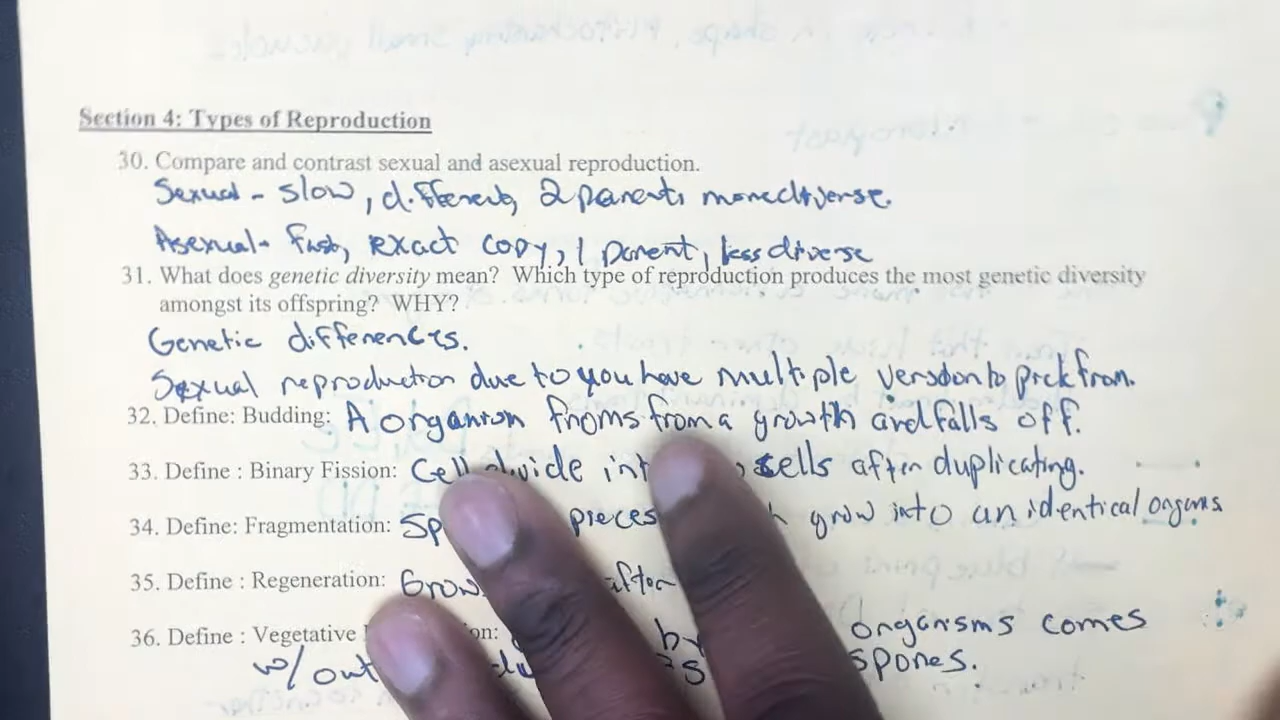 Section 4: Types of Reproduction
30. Compare and contrast sexual and asexual reproduction.
Sexual - slow, different, 2 parents more diverse.
Asexual - Fast, exact copy, 1 parent, less diverse
31. What does genetic diversity mean? Which type of reproduction produces the most genetic diversity
amongst its offspring? WHY?
Genetic differences.
Sexual reproduction due to you have multiple version to pick from.
32. Define: Budding: A organism froms from a growth and falls off.
33. Define : Binary Fission: Cell divide cells after duplicating.
34. Define: Fragmentation: pieces grow into an identical
35. Define : Regeneration: after
36. Define : Vegetative by organisms comes
w/out spores.